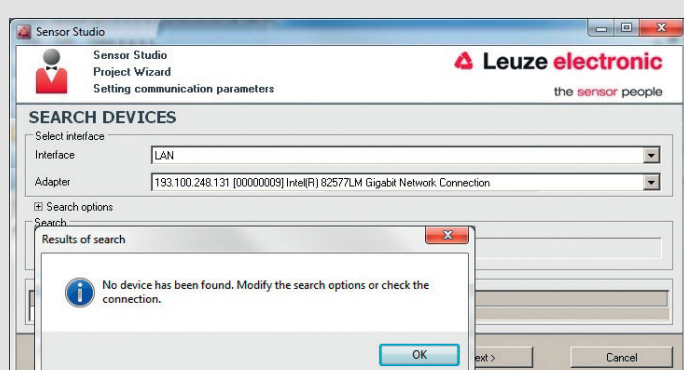 Sensor Studio
Sensor Studio
Project Wizard
Setting communication parameters
Leuze electronic
the sensor people
SEARCH DEVICES
Select interface
Interface
LAN
Adapter
193.100.248.131 [00000009] Intel(R) 82577LM Gigabit Network Connection
Search options
Search
Results of search
No device has been found. Modify the search options or check the
connection.
OK
Cancel